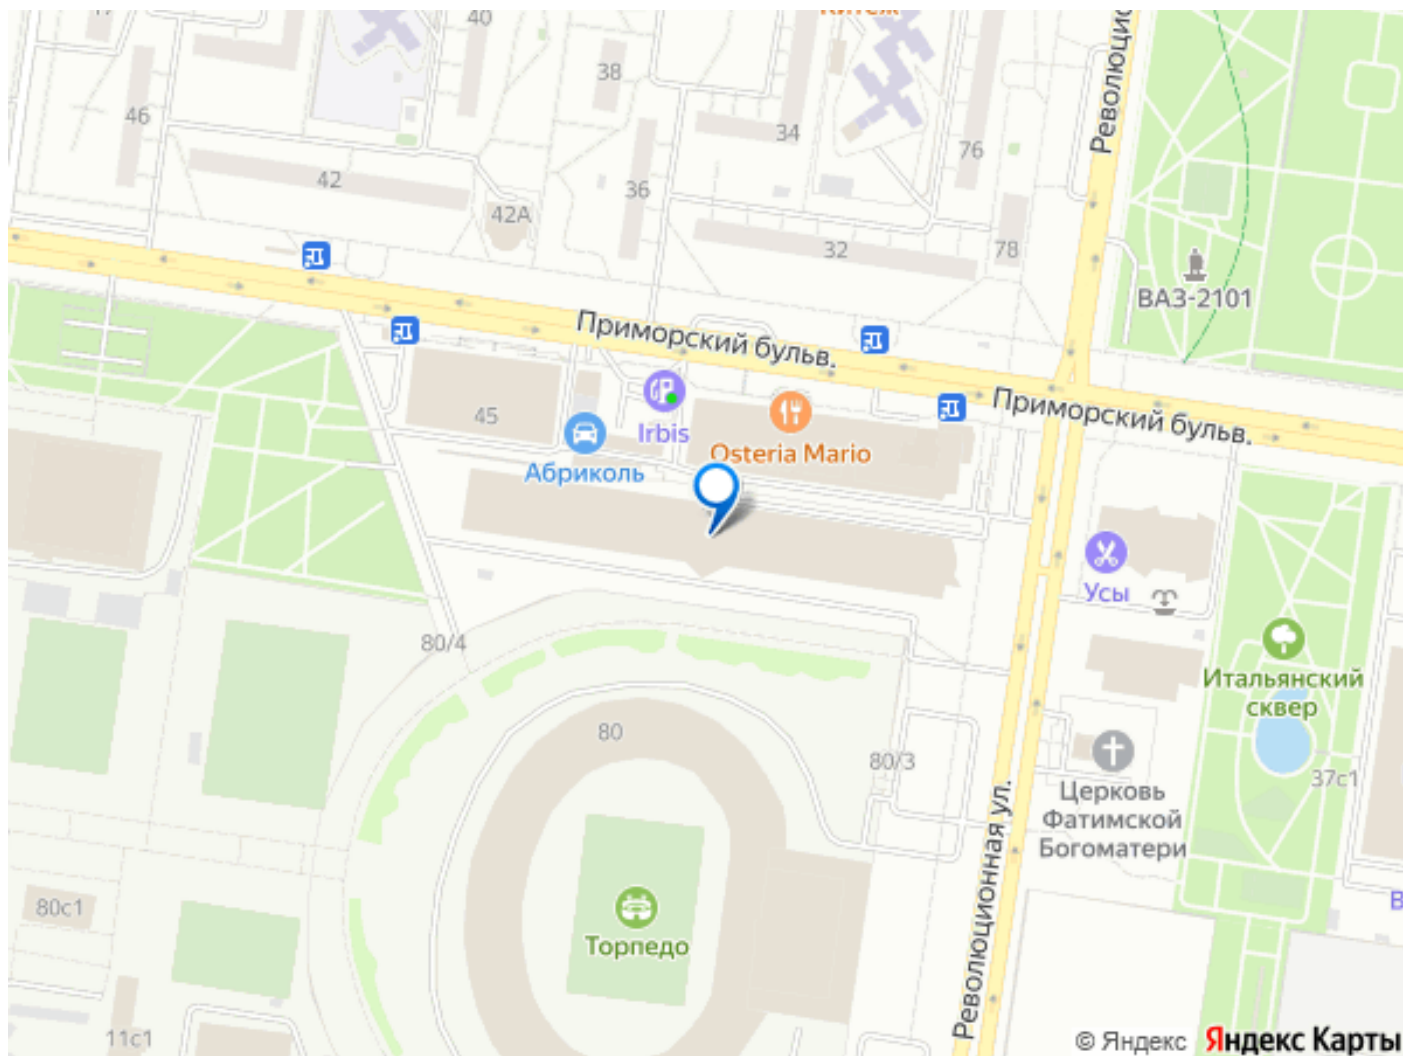 40
Революцио
38
46
34
76
42
36
42А
32
78
ВАЗ-2101
Приморский бульв.
Приморский бульв.
45
Irbis
Osteria Mario
Абриколь
Усы
80/4
Итальянский
сквер
80
80/3
37с1
Церковь
Фатимской
Богоматери
Революционная ул.
80с1
В
Торпедо
11с1
© Яндекс Яндекс Карты